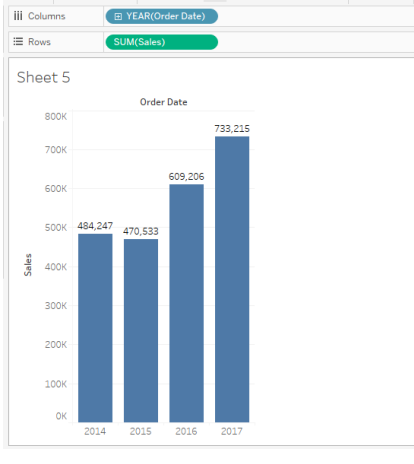 Columns
YEAR(Order Date)
Rows
SUM(Sales)
Sheet 5
Order Date
800K
700K
600K
500K
400K
300K
200K
100K
0K
Sales
484,247
470,533
609,206
733,215
2014 2015 2016 2017